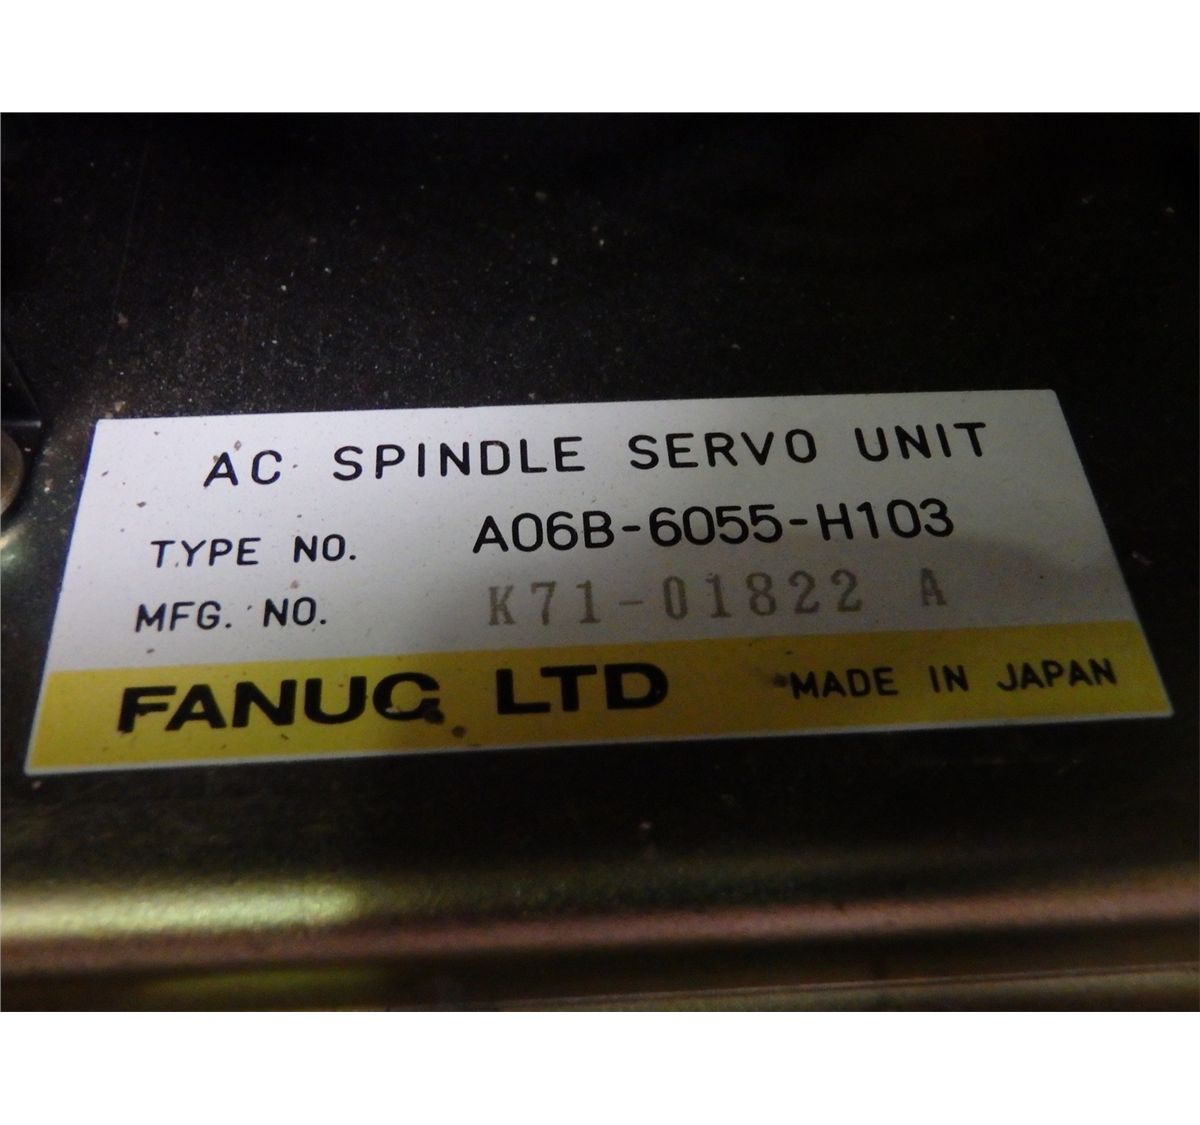 AC SPINDLE SERVO UNIT
TYPE NO. A06B-6055-H103
MFG. NO. K71-01822 A
FANUC LTD MADE IN JAPAN